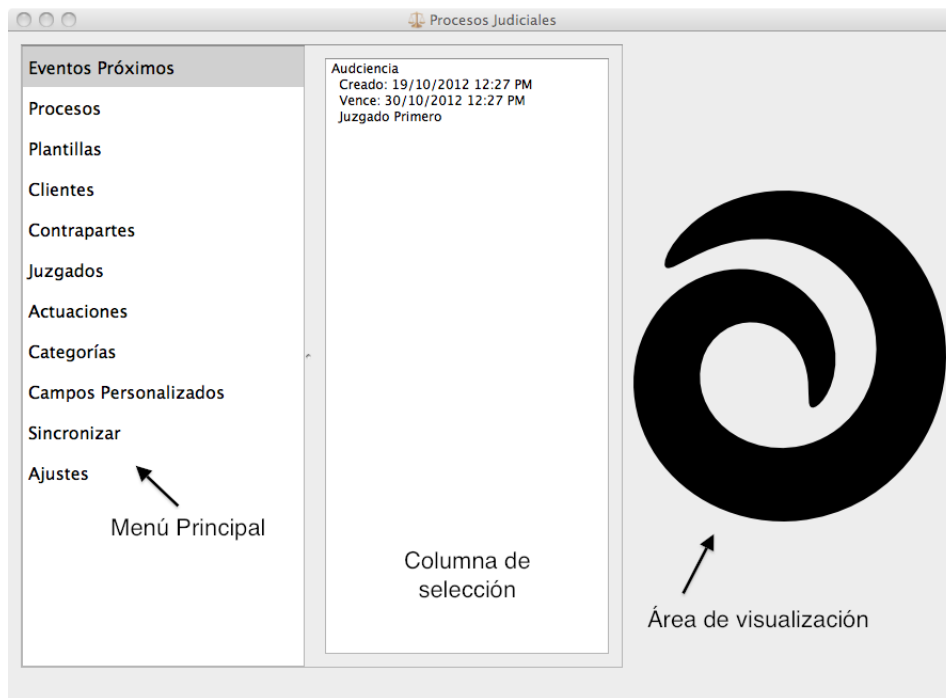 Procesos Judiciales
Eventos Próximos
Procesos
Plantillas
Clientes
Contrapartes
Juzgados
Actuaciones
Categorías
Campos Personalizados
Sincronizar
Ajustes
Menú Principal
Audciencia
Creado: 19/10/2012 12:27 PM
Vence: 30/10/2012 12:27 PM
Juzgado Primero
Columna de
selección
Área de visualización